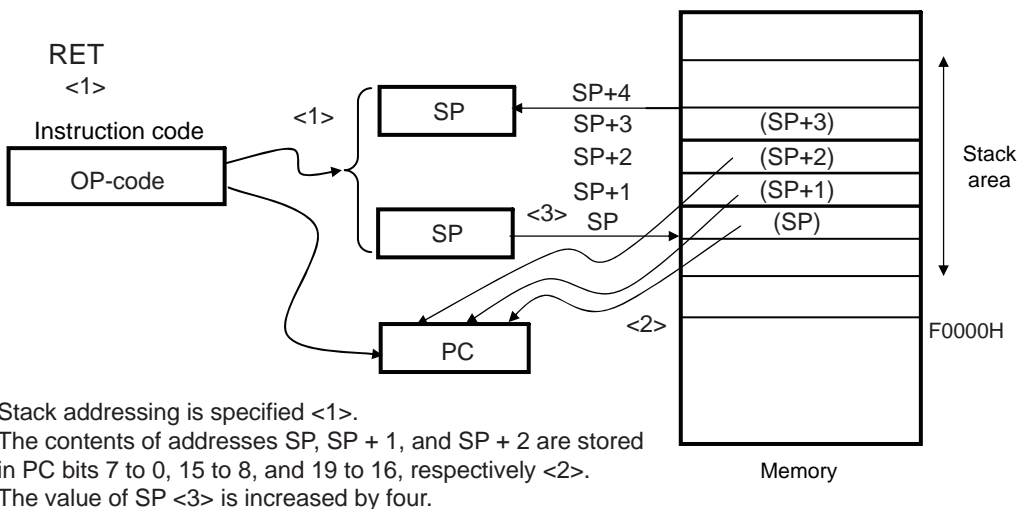 RET
<1>
Instruction code
OP-code
<1>
SP
SP
SP+4
SP+3
SP+2
SP+1
<3>
SP
(SP+3)
(SP+2)
(SP+1)
(SP)
Stack
area
<2>
PC
F0000H
Memory
Stack addressing is specified <1>.
The contents of addresses SP, SP + 1, and SP + 2 are stored
in PC bits 7 to 0, 15 to 8, and 19 to 16, respectively <2>.
The value of SP <3> is increased by four.